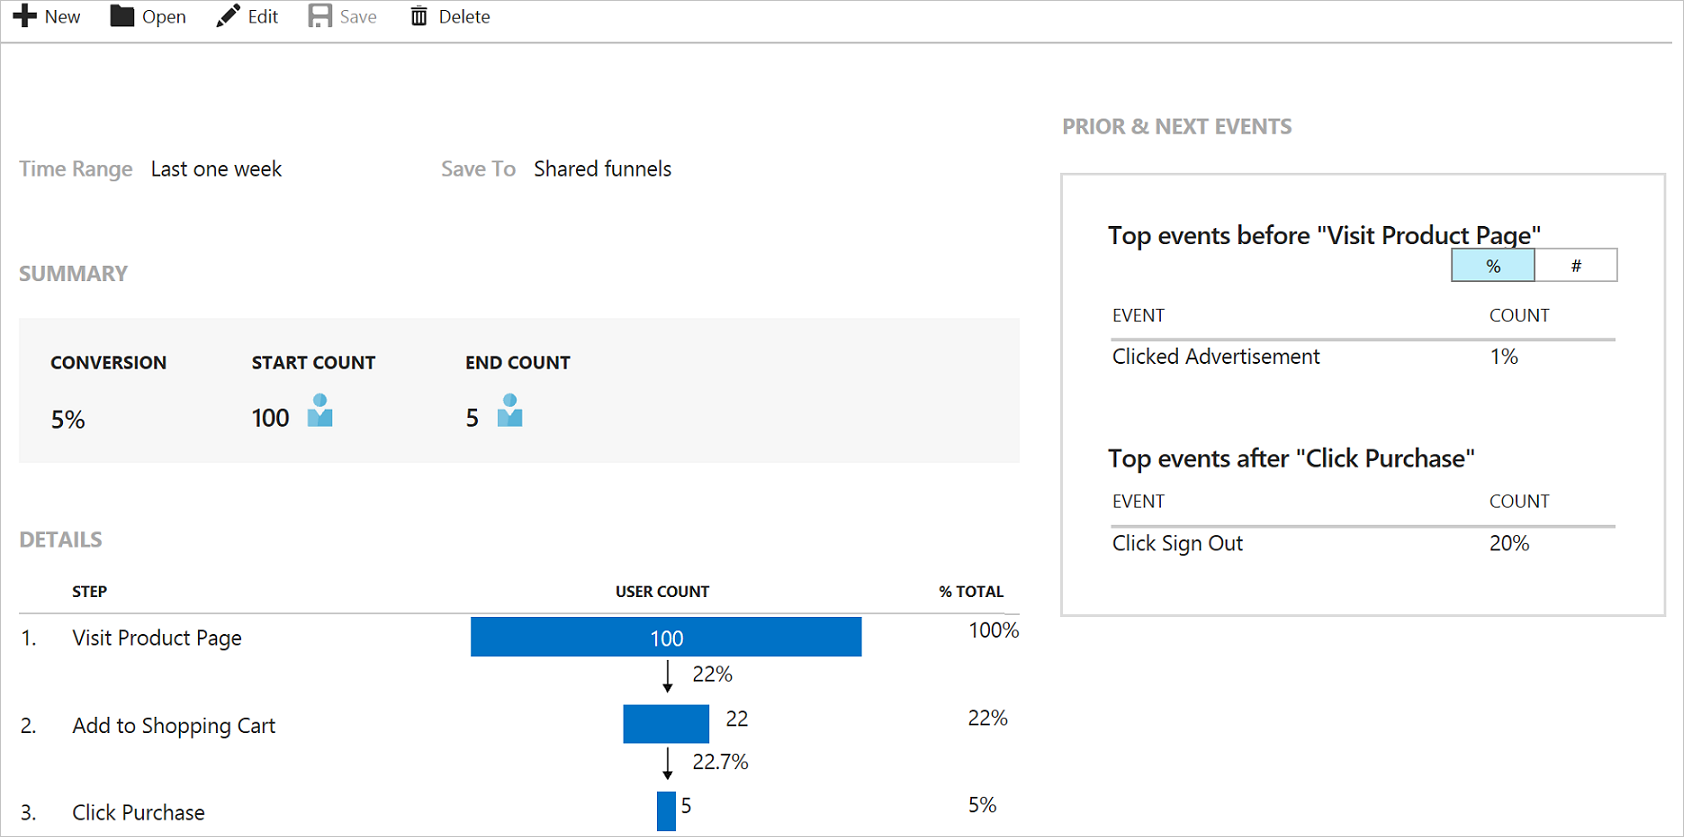 New Open Edit Save Delete
Time Range Last one week Save To Shared funnels
SUMMARY
CONVERSION START COUNT END COUNT
5% 100 5
DETAILS
STEP USER COUNT % TOTAL
1. Visit Product Page 100 100%
22%
2. Add to Shopping Cart 22 22%
22.7%
3. Click Purchase 5 5%
PRIOR & NEXT EVENTS
Top events before "Visit Product Page"
% #
EVENT COUNT
Clicked Advertisement 1%
Top events after "Click Purchase"
EVENT COUNT
Click Sign Out 20%